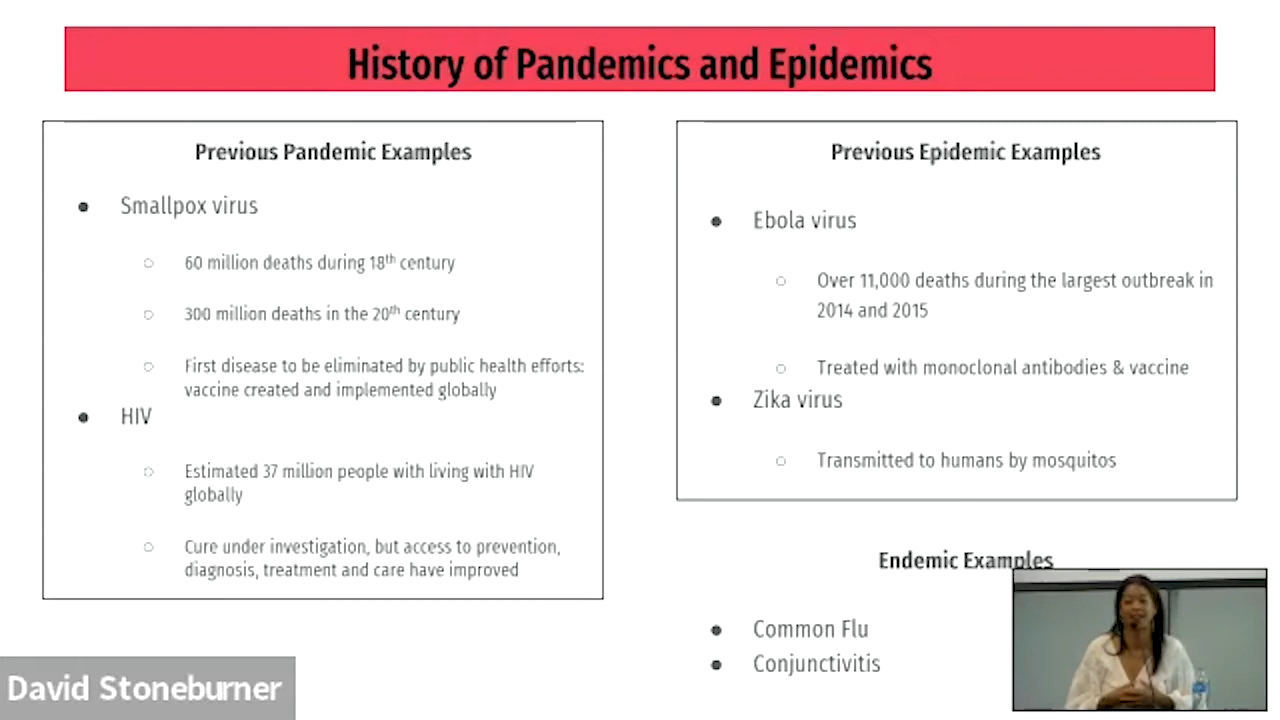 History of Pandemics and Epidemics
Previous Pandemic Examples
● Smallpox virus
○ 60 million deaths during 18th century
○ 300 million deaths in the 20th century
○ First disease to be eliminated by public health efforts:
vaccine created and implemented globally
● HIV
○ Estimated 37 million people with living with HIV
globally
○ Cure under investigation, but access to prevention,
diagnosis, treatment and care have improved
Previous Epidemic Examples
● Ebola virus
○ Over 11,000 deaths during the largest outbreak in
2014 and 2015
○ Treated with monoclonal antibodies & vaccine
● Zika virus
○ Transmitted to humans by mosquitos
Endemic Examples
● Common Flu
● Conjunctivitis
David Stoneburner